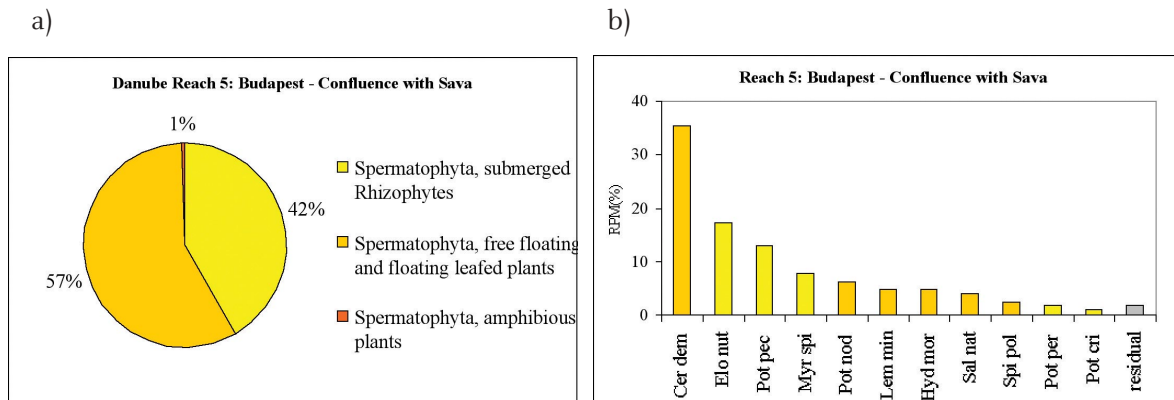 a)
Danube Reach 5: Budapest - Confluence with Sava
1%
42%
57%
Spermatophyta, submerged
Rhizophytes
Spermatophyta, free floating
and floating leafed plants
Spermatophyta, amphibious
plants
b)
Reach 5: Budapest - Confluence with Sava
RPM(%)
40
30
20
10
0
Cer dem
Elo nut
Pot pec
Myr spi
Pot nod
Lem min
Hyd mor
Sal nat
Spi pol
Pot per
Pot cri
residual